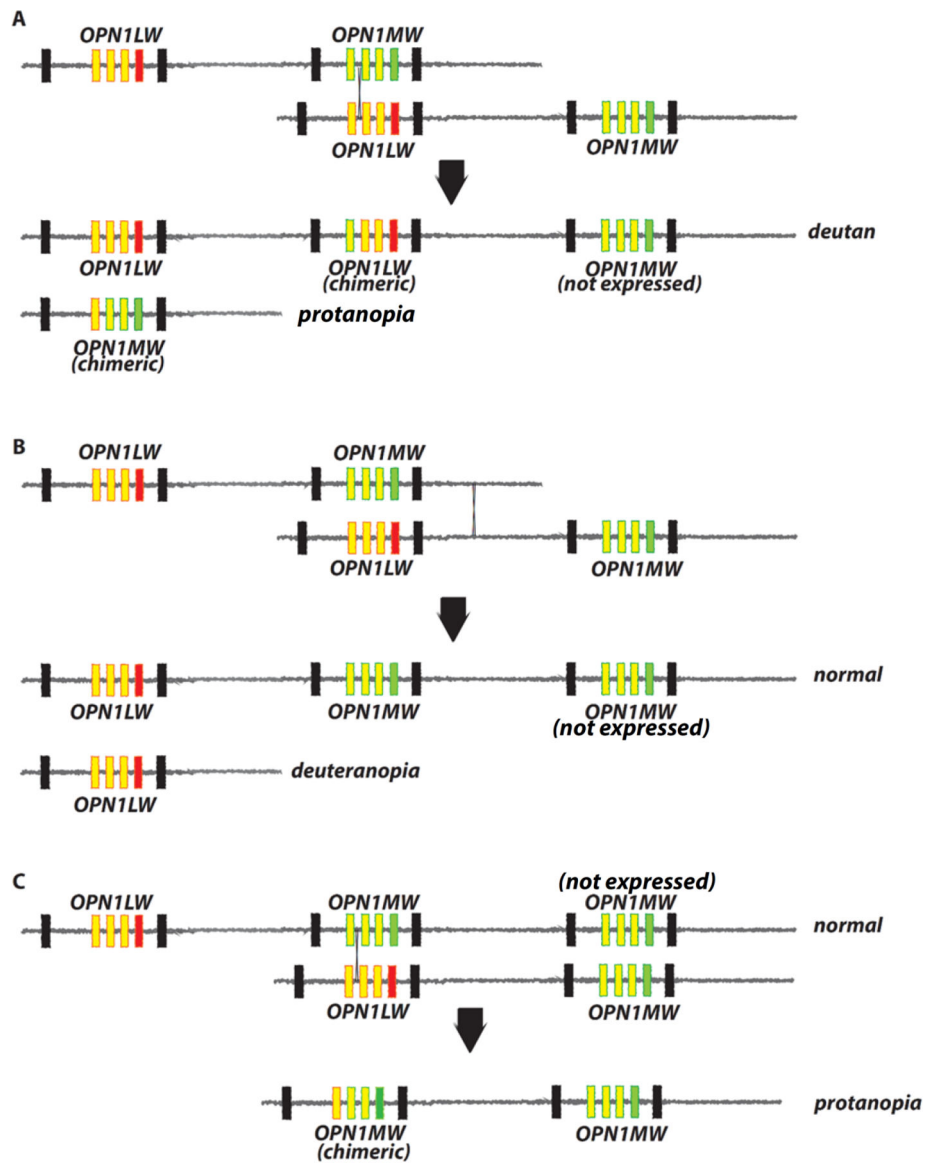 A
OPN1LW
OPN1MW
OPN1LW
OPN1MW
deutan
OPN1LW
OPN1LW
(chimeric)
OPN1MW
(not expressed)
protanopia
OPN1MW
(chimeric)
B
OPN1LW
OPN1MW
OPN1LW
OPN1MW
normal
OPN1LW
OPN1MW
OPN1MW
(not expressed)
deuteranopia
OPN1LW
C
(not expressed)
OPN1LW
OPN1MW
OPN1MW
normal
OPN1LW
OPN1MW
protanopia
OPN1MW
(chimeric)
OPN1MW